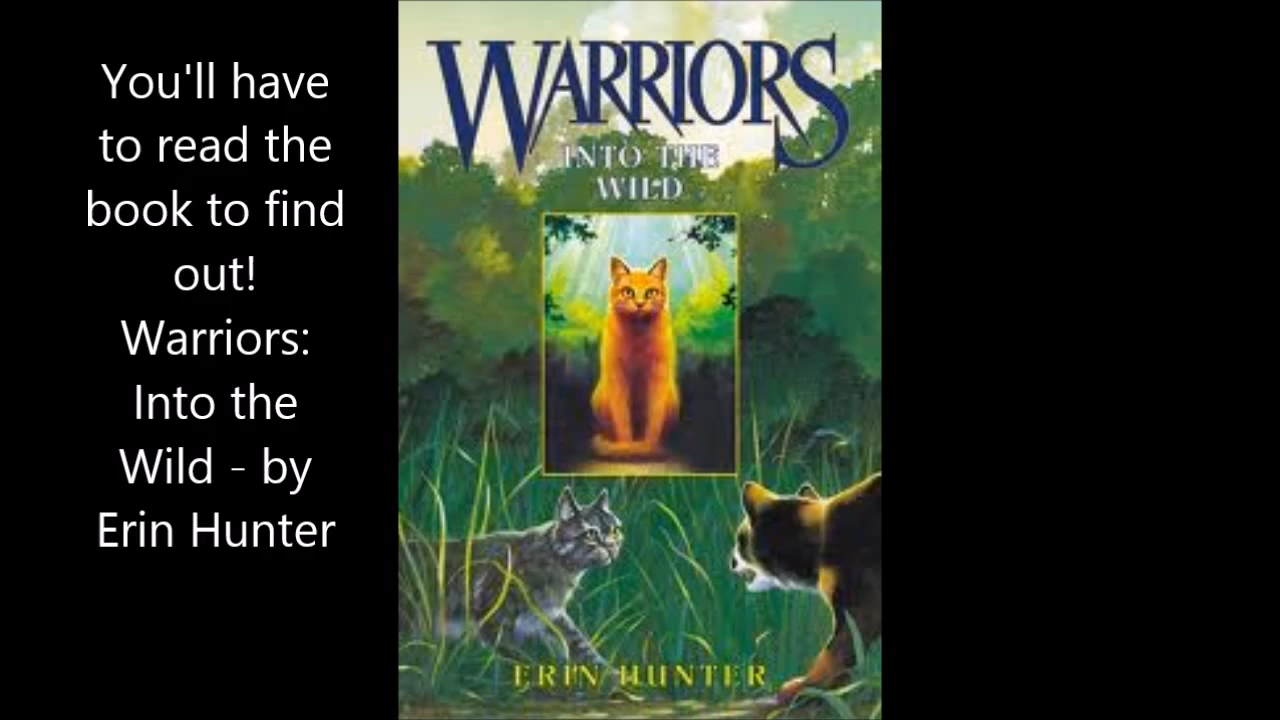 You'll have
to read the
book to find
out!
Warriors:
Into the
Wild - by
Erin Hunter
WARRIORS
INTO THE
WILD
ERIN HUNTER